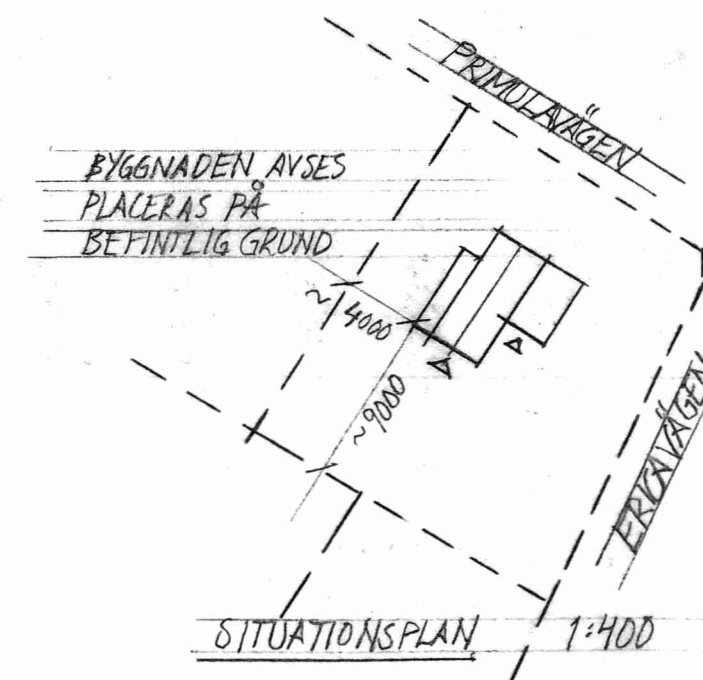 PRIMULAVÄGEN
BYGGNADEN AVSES
PLACERAS PÅ
BEFINTLIG GRUND
~4000
~9000
ERICAVÄGEN
SITUATIONSPLAN 1:400